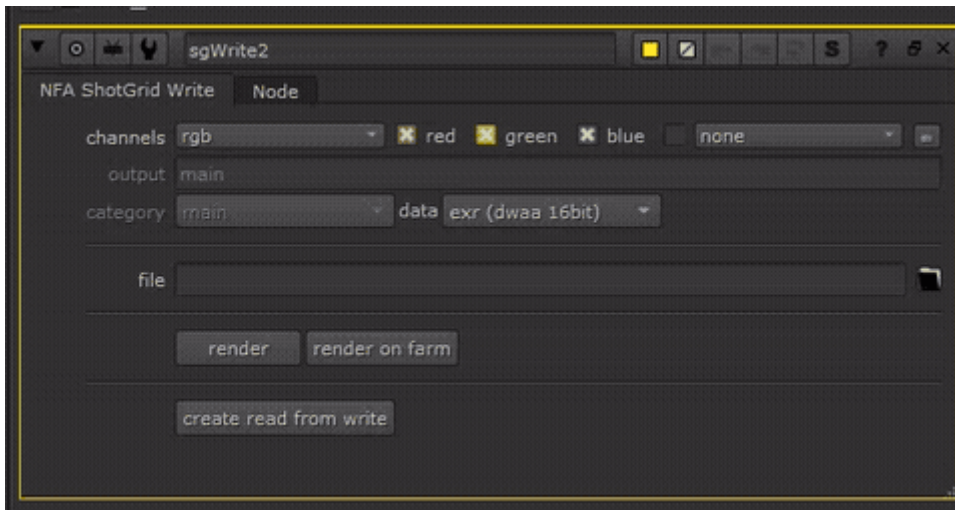 sgWrite2 S ? ×
NFA ShotGrid Write Node
channels rgb red green blue none
output main
category main data exr (dwaa 16bit)
file
render render on farm
create read from write